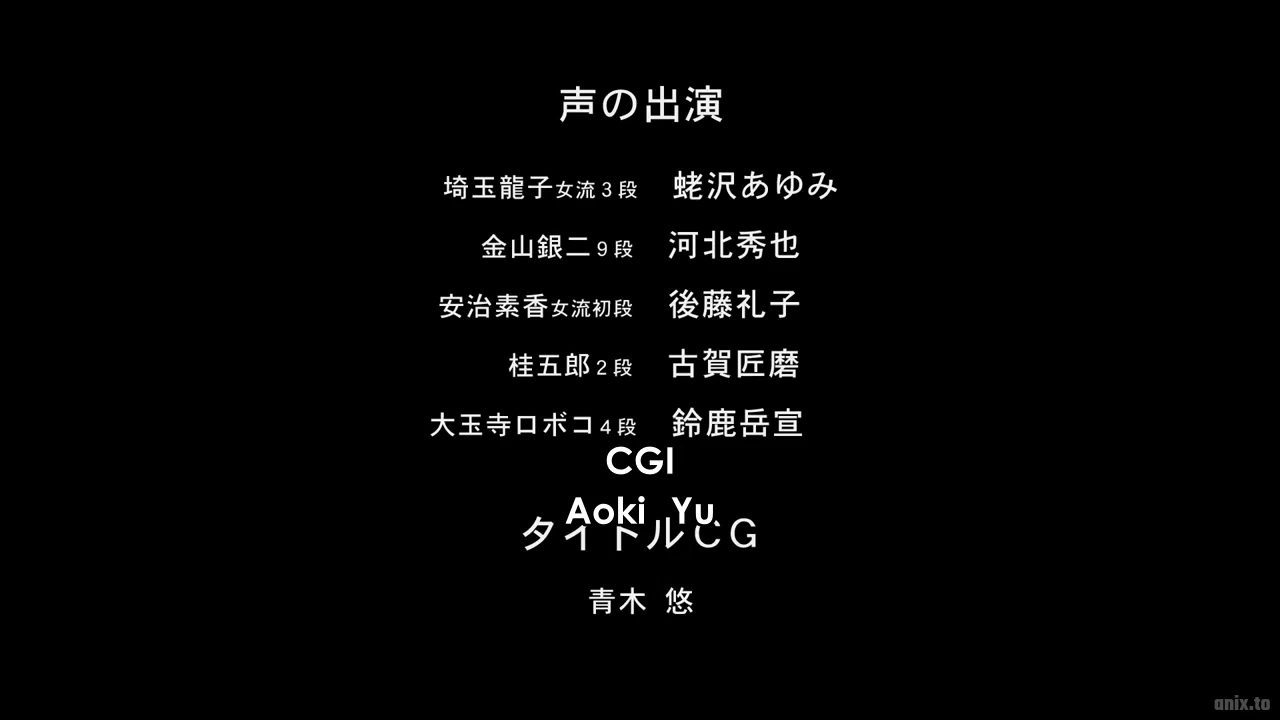 声の出演
埼玉龍子女流3段 蛯沢あゆみ
金山銀二9段 河北秀也
安治素香女流初段 後藤礼子
桂五郎2段 古賀匠磨
大玉寺ロボコ4段 鈴鹿岳宣
CGI
Aoki Yu
タイトルCG
青木 悠
anix.to